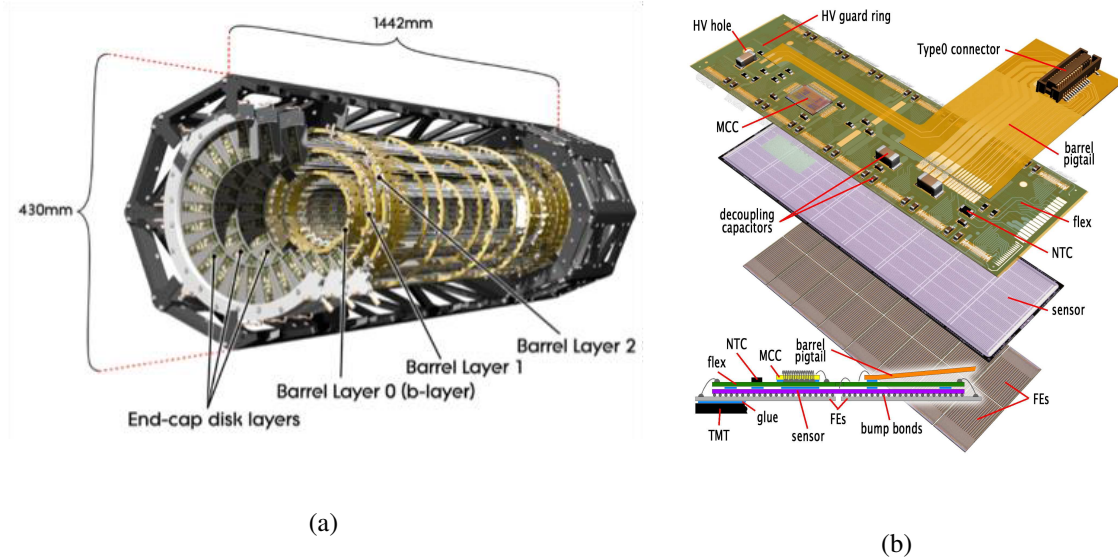 1442mm
430mm
Barrel Layer 2
Barrel Layer 1
Barrel Layer 0 (b-layer)
End-cap disk layers
(a)
HV guard ring
HV hole
Type0 connector
MCC
barrel
pigtail
decoupling
capacitors
flex
NTC
sensor
barrel
pigtail
NTC
MCC
flex
FEs
glue
FEs
bump bonds
sensor
TMT
(b)